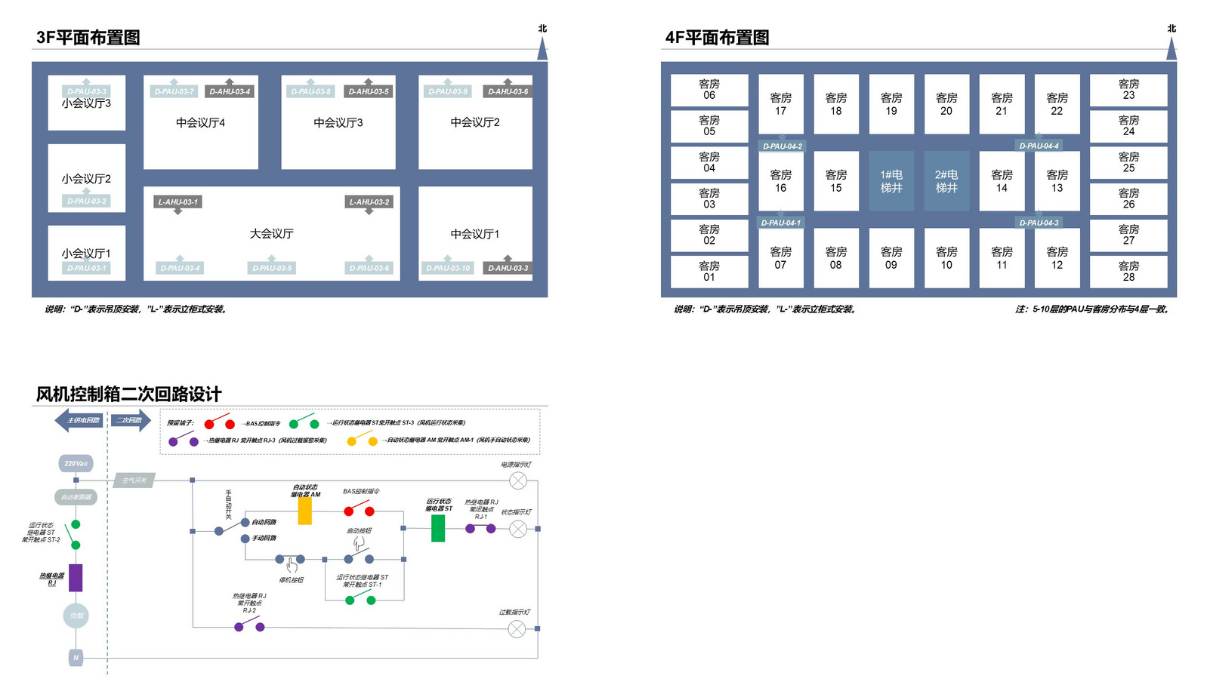 3F平面布置图
北
D-PAU-03-3
小会议厅3
D-PAU-03-7
D-AHU-03-4
中会议厅4
D-PAU-03-8
D-AHU-03-5
中会议厅3
D-PAU-03-9
D-AHU-03-6
中会议厅2
小会议厅2
D-PAU-03-2
L-AHU-03-1
L-AHU-03-2
大会议厅
中会议厅1
小会议厅1
D-PAU-03-1
D-PAU-03-4
D-PAU-03-5
D-PAU-03-6
D-PAU-03-10
D-AHU-03-3
说明：“D-”表示吊顶安装，”L-”表示立柜式安装。
4F平面布置图
北
客房
06
客房
05
客房
04
客房
03
客房
02
客房
01
客房
17
客房
18
客房
19
客房
20
客房
21
客房
22
D-PAU-04-2
D-PAU-04-4
客房
16
客房
15
1#电
梯井
2#电
梯井
客房
14
客房
13
D-PAU-04-1
D-PAU-04-3
客房
07
客房
08
客房
09
客房
10
客房
11
客房
12
客房
23
客房
24
客房
25
客房
26
客房
27
客房
28
说明：“D-”表示吊顶安装，”L-”表示立柜式安装。
注：5-10层的PAU与客房分布与4层一致。
风机控制箱二次回路设计
主供电回路
二次回路
预留端子：
→BAS控制指令
→运行状态继电器 ST 常开触点 ST-3（风机运行状态采集）
→热继电器 RJ 常开触点 RJ-3（风机过载报警采集）
→自动状态继电器 AM 常开触点 AM-1（风机手自动状态采集）
220Vac
空气开关
自动断路器
运行状态
继电器 ST
常开触点 ST-2
热继电器
RJ
负载
N
手自动开关
自动回路
手动回路
自动状态
继电器 AM
BAS控制指令
自动按钮
停机按钮
运行状态继电器 ST
常开触点 ST-1
运行状态
继电器 ST
热继电器 RJ
常闭触点
RJ-1
电源指示灯
状态指示灯
热继电器 RJ
常开触点
RJ-2
过载指示灯